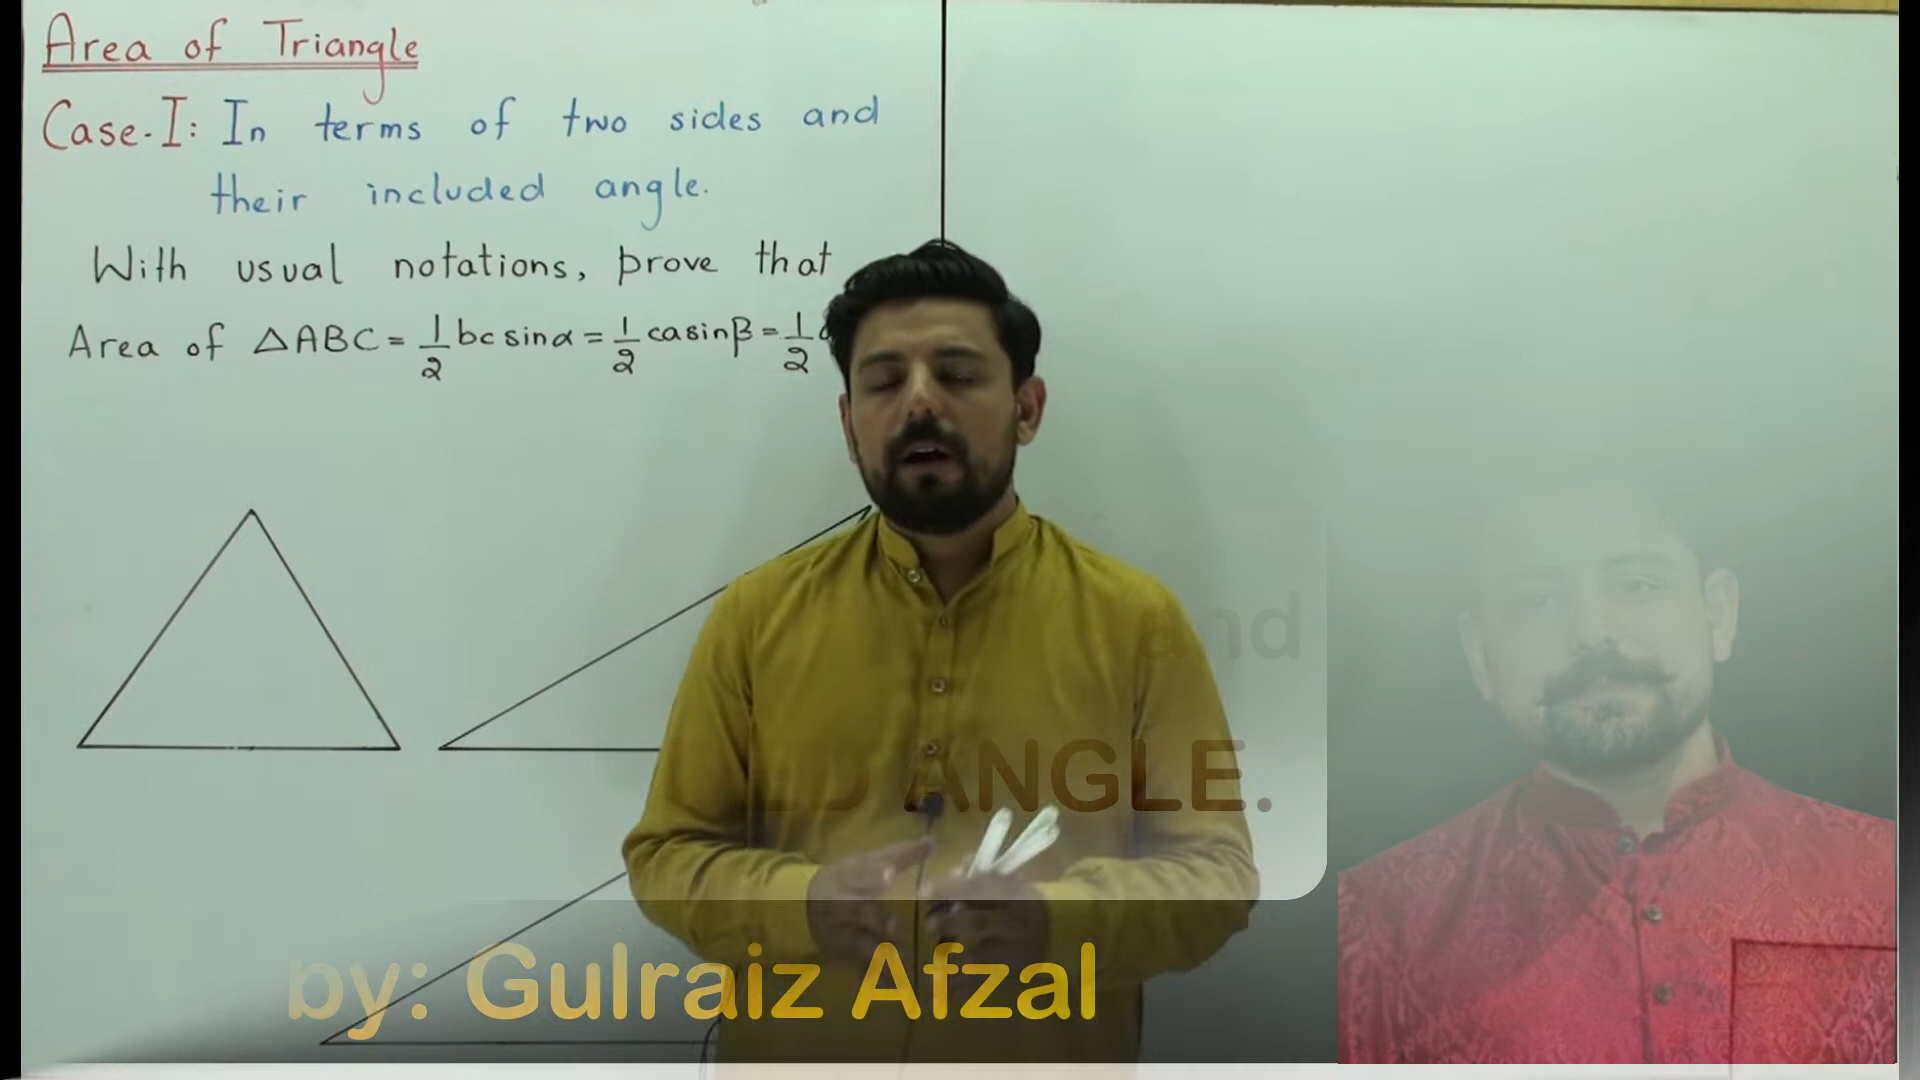 Area of Triangle
Case-I: In terms of two sides and
their included angle.
With usual notations, prove that
Area of △ABC = 1/2 bc sinα = 1/2 ca sinβ = 1/2
and
ANGLE.
by: Gulraiz Afzal